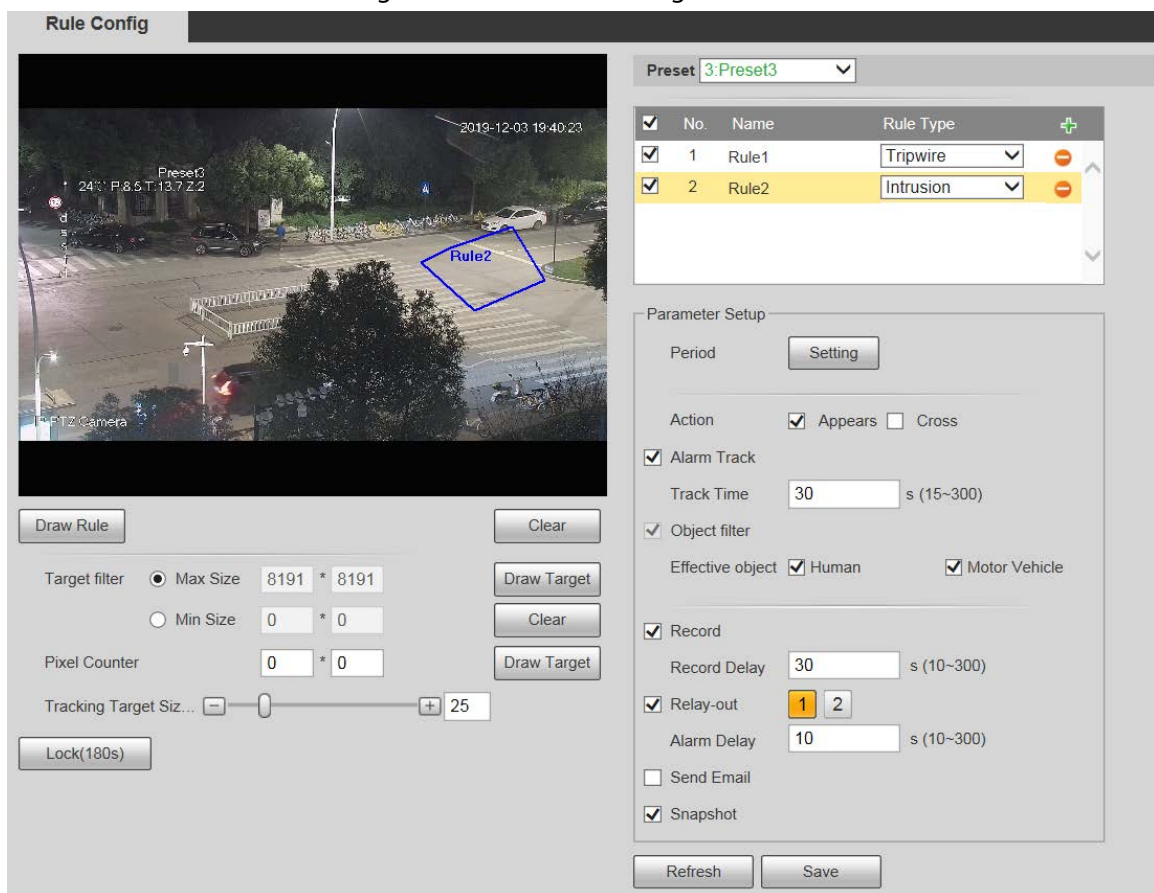 Rule Config
2019-12-03 19:40:23
Preset3
Rule2
PTZ Camera
Draw Rule
Clear
Target filter Max Size 8191 * 8191 Draw Target
Min Size 0 * 0 Clear
Pixel Counter 0 * 0 Draw Target
Tracking Target Siz... 25
Lock(180s)
Preset 3:Preset3
No. Name Rule Type
1 Rule1 Tripwire
2 Rule2 Intrusion
Parameter Setup
Period Setting
Action Appears Cross
Alarm Track
Track Time 30 s (15~300)
Object filter
Effective object Human Motor Vehicle
Record
Record Delay 30 s (10~300)
Relay-out 1 2
Alarm Delay 10 s (10~300)
Send Email
Snapshot
Refresh Save